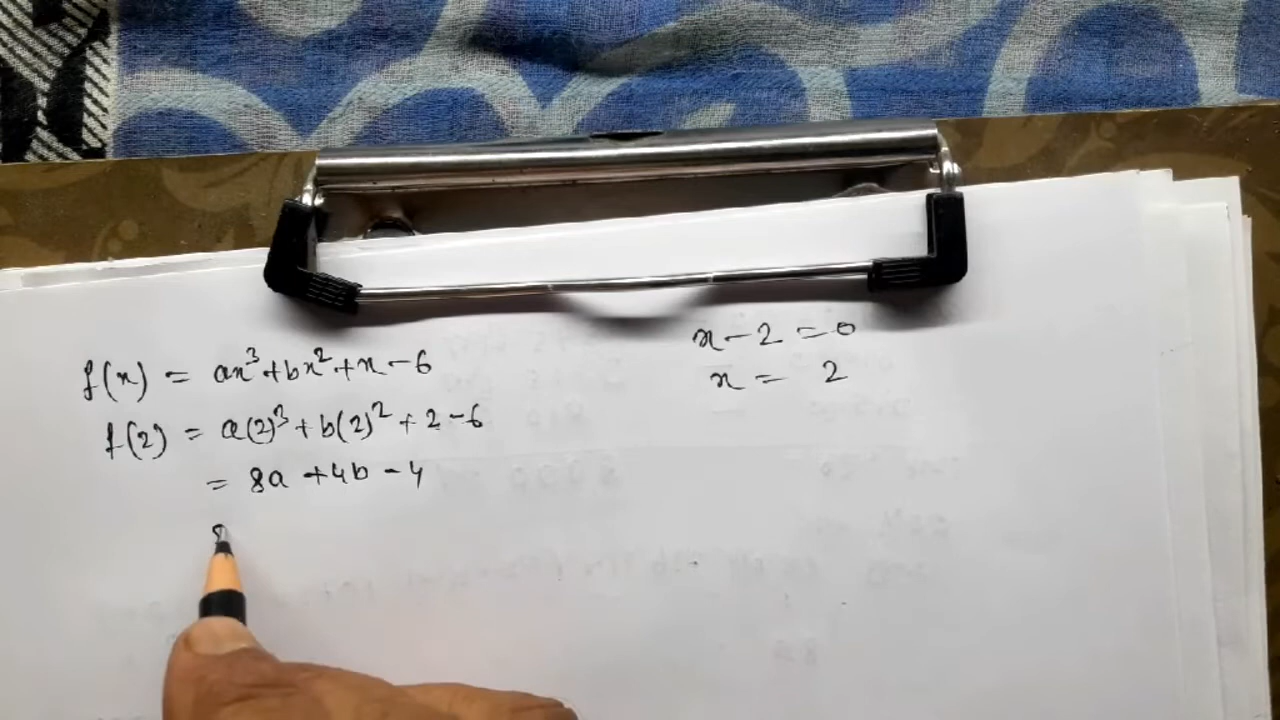 f(x) = ax³+bx²+x-6
f(2) = a(2)³+b(2)²+2-6
= 8a +4b -4
x-2 = 0
x = 2